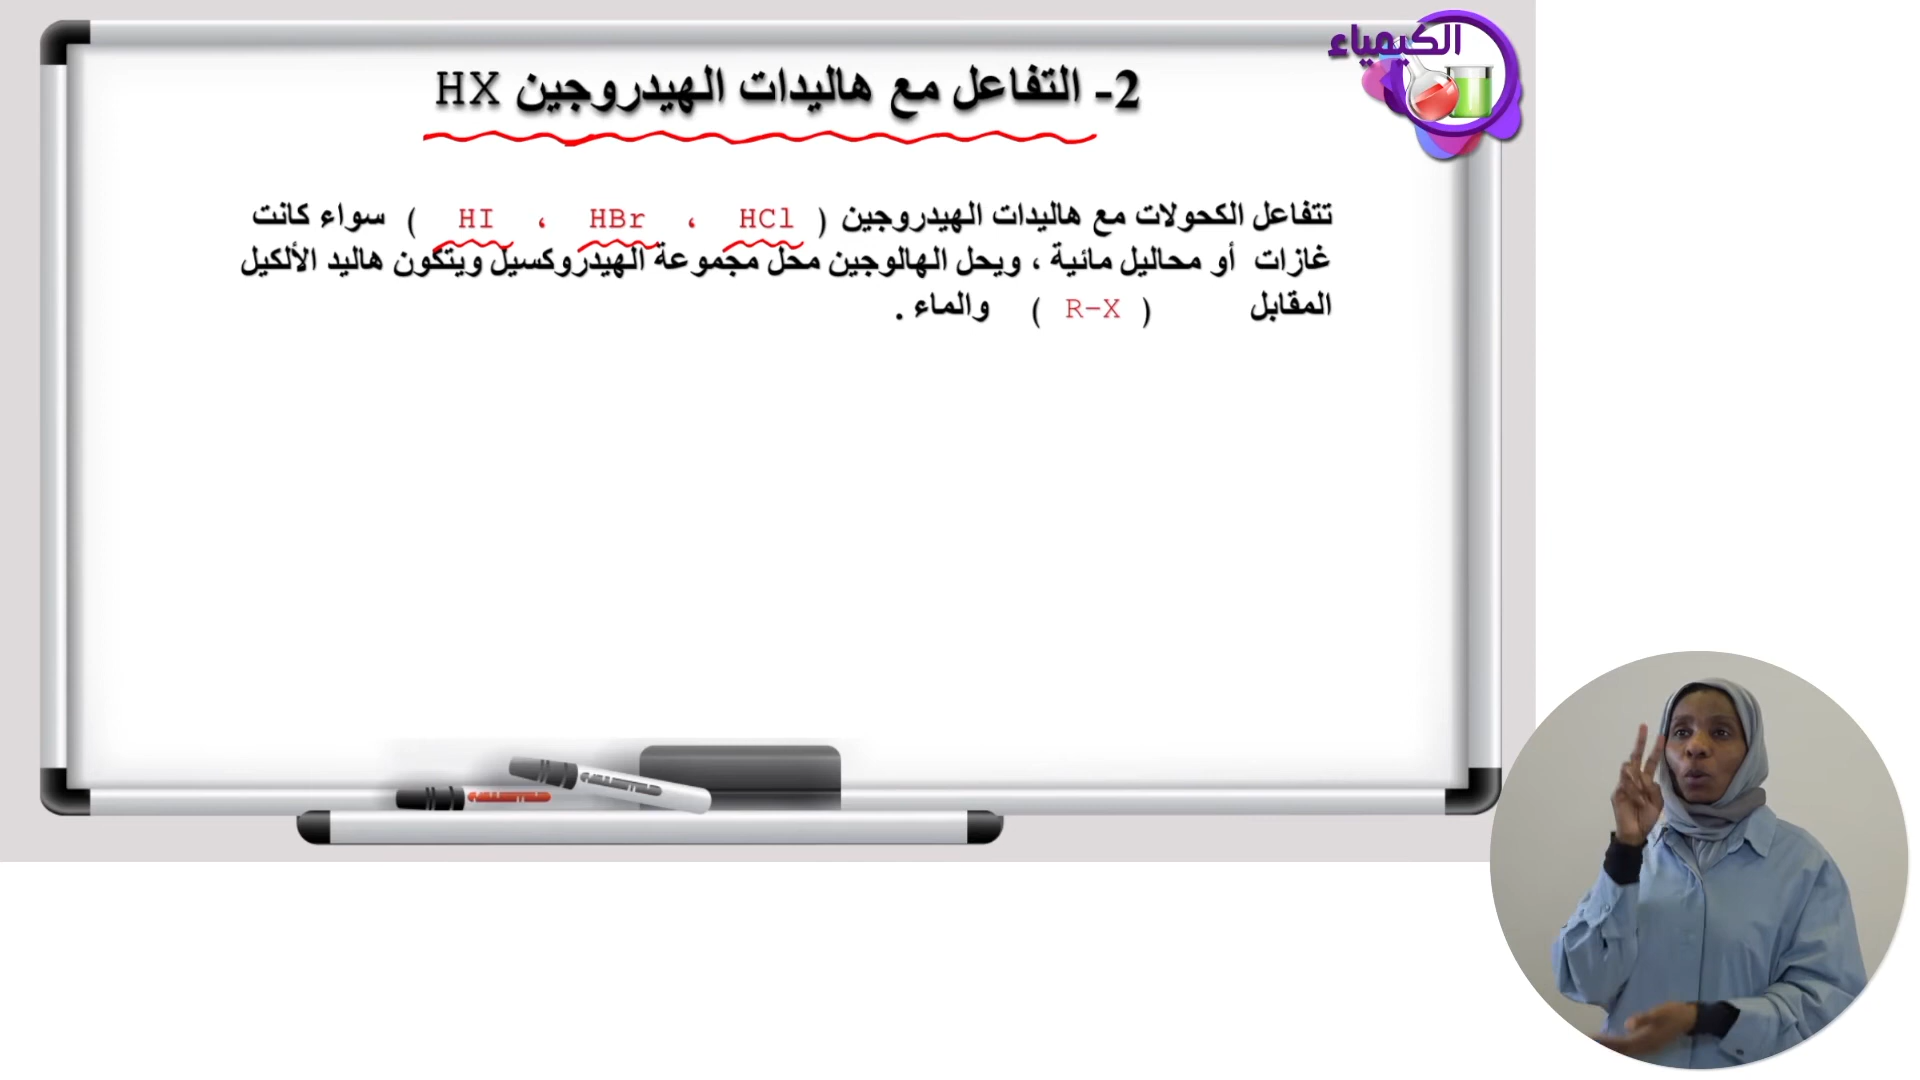 الكيمياء
2- التفاعل مع هاليدات الهيدروجين HX
تتفاعل الكحولات مع هاليدات الهيدروجين ( HCl ، HBr ، HI ) سواء كانت
غازات أو محاليل مائية ، ويحل الهالوجين محل مجموعة الهيدروكسيل ويتكون هاليد الألكيل
المقابل ( R-X ) والماء .